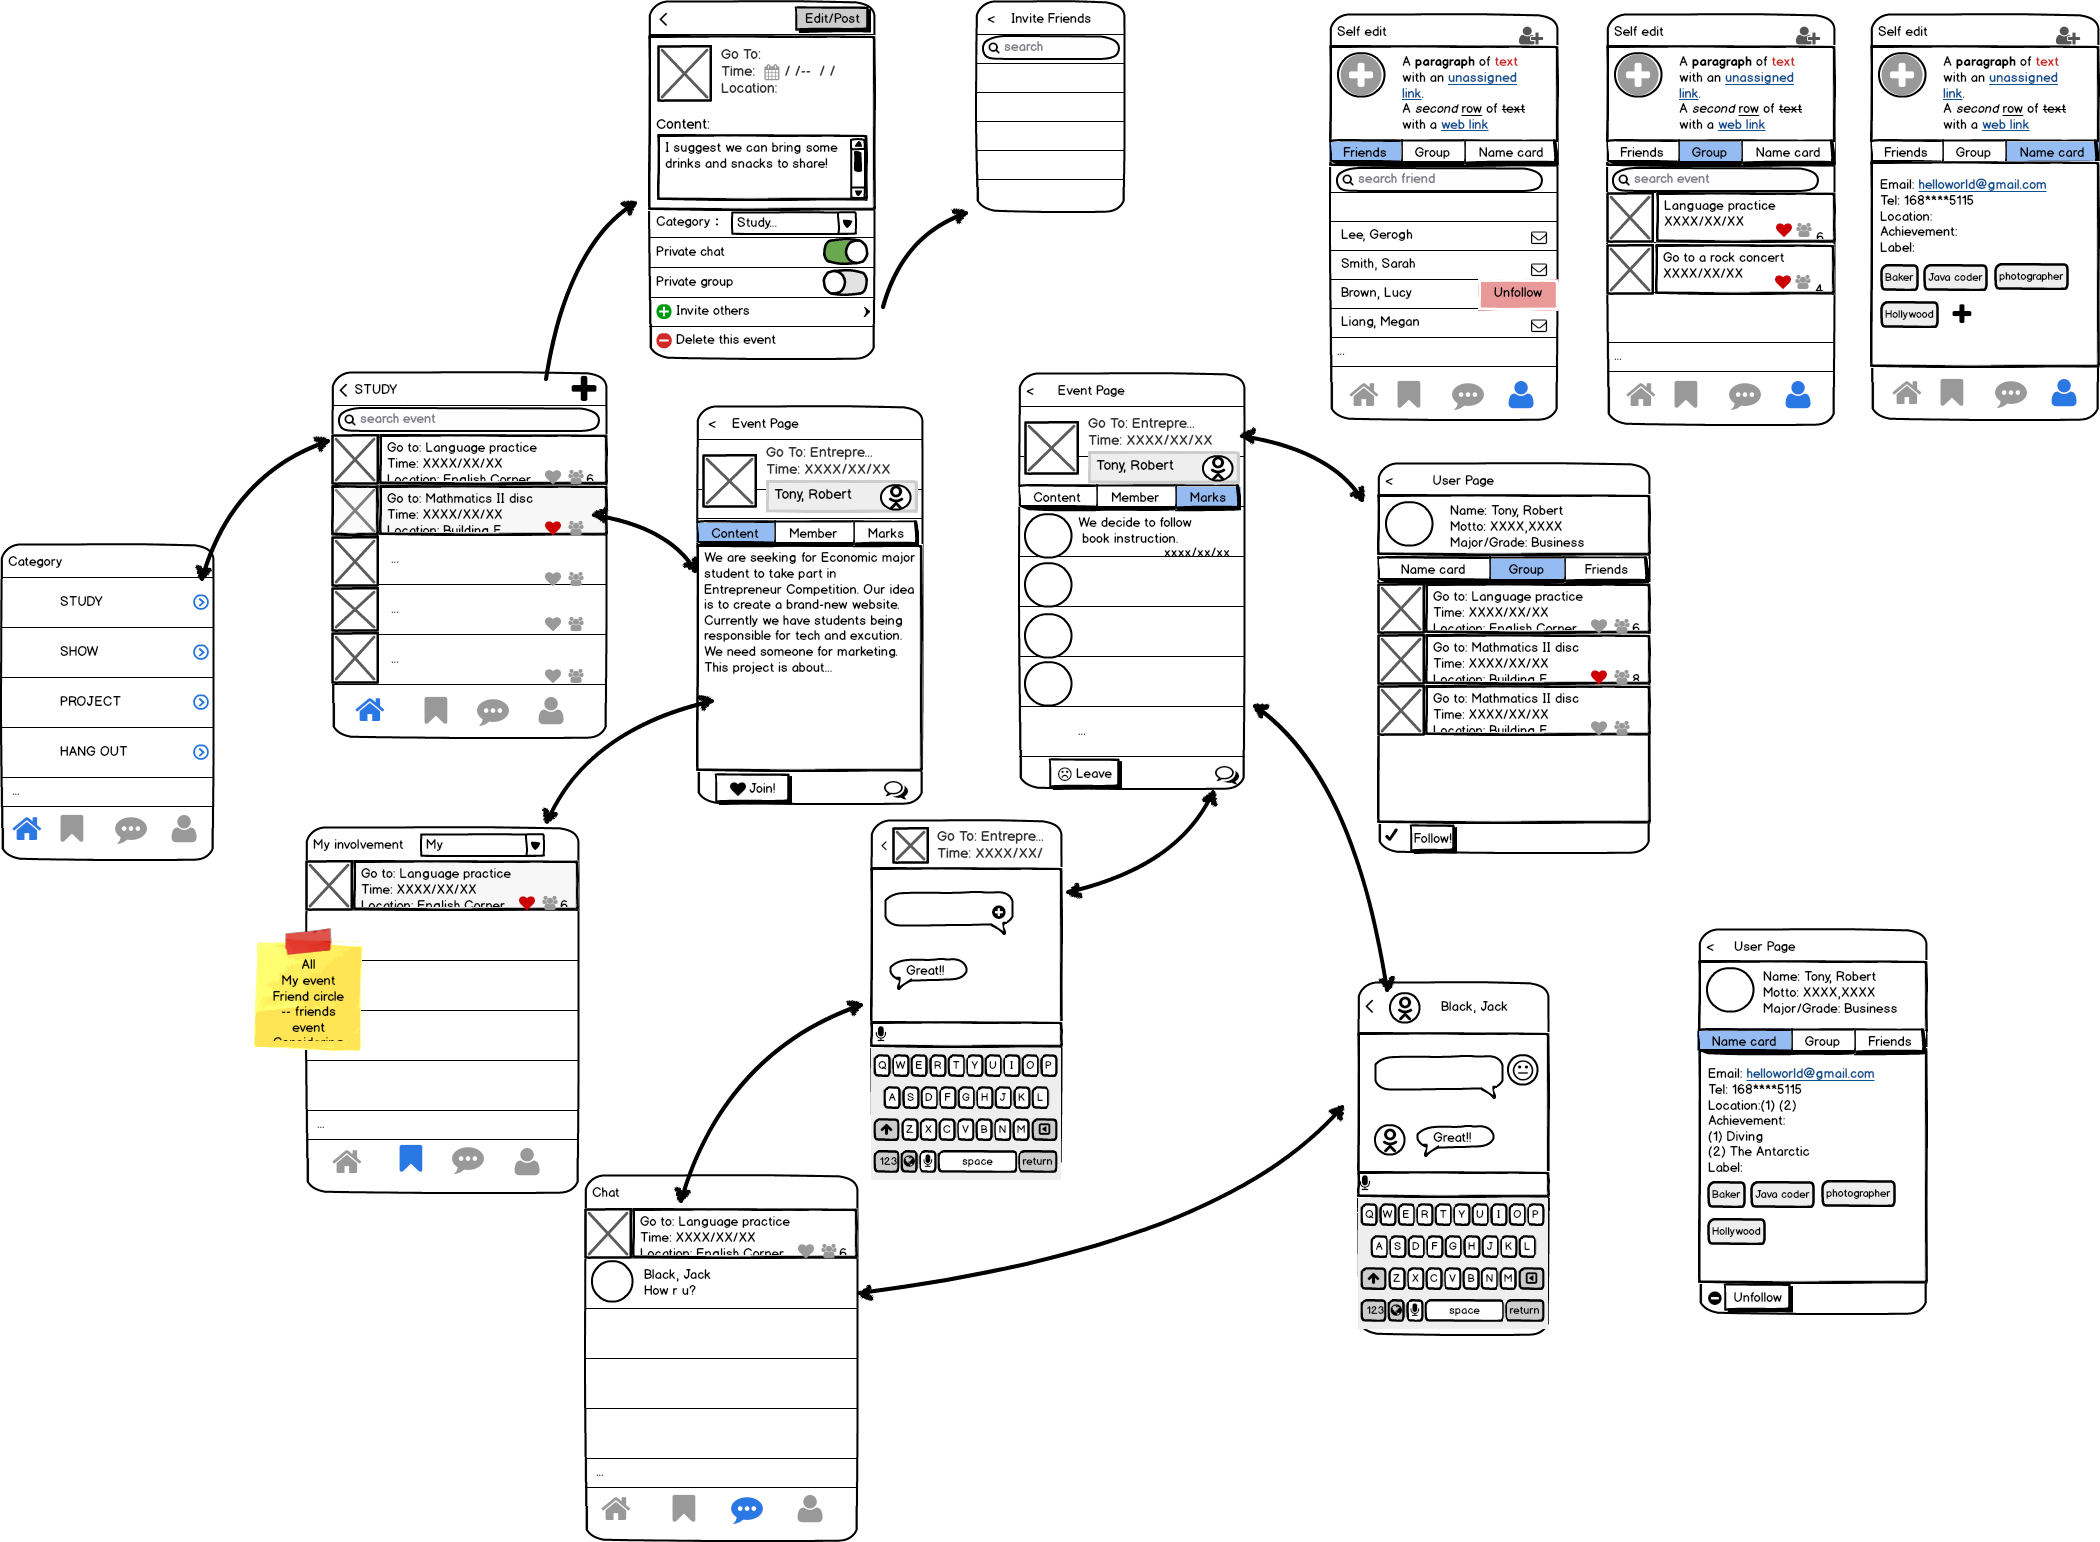 Edit/Post
Go To:
Time: / /-- / /
Location:
Content:
I suggest we can bring some
drinks and snacks to share!
Category :
Study...
Private chat
Private group
Invite others
Delete this event
< Invite Friends
search
Self edit
A paragraph of text
with an unassigned
link.
A second row of text
with a web link
Friends Group Name card
search friend
Lee, Gerogh
Smith, Sarah
Brown, Lucy
Unfollow
Liang, Megan
...
Self edit
A paragraph of text
with an unassigned
link.
A second row of text
with a web link
Friends Group Name card
search event
Language practice
XXXX/XX/XX
6
Go to a rock concert
XXXX/XX/XX
4
...
Self edit
A paragraph of text
with an unassigned
link.
A second row of text
with a web link
Friends Group Name card
Email: helloworld@gmail.com
Tel: 168****5115
Location:
Achievement:
Label:
Baker Java coder photographer
Hollywood
STUDY
search event
Go to: Language practice
Time: XXXX/XX/XX
Location: English Corner 6
Go to: Mathmatics II disc
Time: XXXX/XX/XX
Location: Building F
...
...
...
Category
STUDY
SHOW
PROJECT
HANG OUT
...
< Event Page
Go To: Entrepre...
Time: XXXX/XX/XX
Tony, Robert
Content Member Marks
We are seeking for Economic major
student to take part in
Entrepreneur Competition. Our idea
is to create a brand-new website.
Currently we have students being
responsible for tech and excution.
We need someone for marketing.
This project is about...
Join!
< Event Page
Go To: Entrepre...
Time: XXXX/XX/XX
Tony, Robert
Content Member Marks
We decide to follow
book instruction.
xxxx/xx/xx
...
Leave
< User Page
Name: Tony, Robert
Motto: XXXX,XXXX
Major/Grade: Business
Name card Group Friends
Go to: Language practice
Time: XXXX/XX/XX
Location: English Corner 6
Go to: Mathmatics II disc
Time: XXXX/XX/XX
Location: Building F 8
Go to: Mathmatics II disc
Time: XXXX/XX/XX
Location: Building F
Follow!
My involvement
My
Go to: Language practice
Time: XXXX/XX/XX
Location: English Corner 6
All
My event
Friend circle
-- friends
event
Considering
...
< Go To: Entrepre...
Time: XXXX/XX/
Great!!
Q W E R T Y U I O P
A S D F G H J K L
Z X C V B N M
123 space return
Black, Jack
Great!!
Q W E R T Y U I O P
A S D F G H J K L
Z X C V B N M
123 space return
< User Page
Name: Tony, Robert
Motto: XXXX,XXXX
Major/Grade: Business
Name card Group Friends
Email: helloworld@gmail.com
Tel: 168****5115
Location:(1) (2)
Achievement:
(1) Diving
(2) The Antarctic
Label:
Baker Java coder photographer
Hollywood
Unfollow
Chat
Go to: Language practice
Time: XXXX/XX/XX
Location: English Corner 6
Black, Jack
How r u?
...